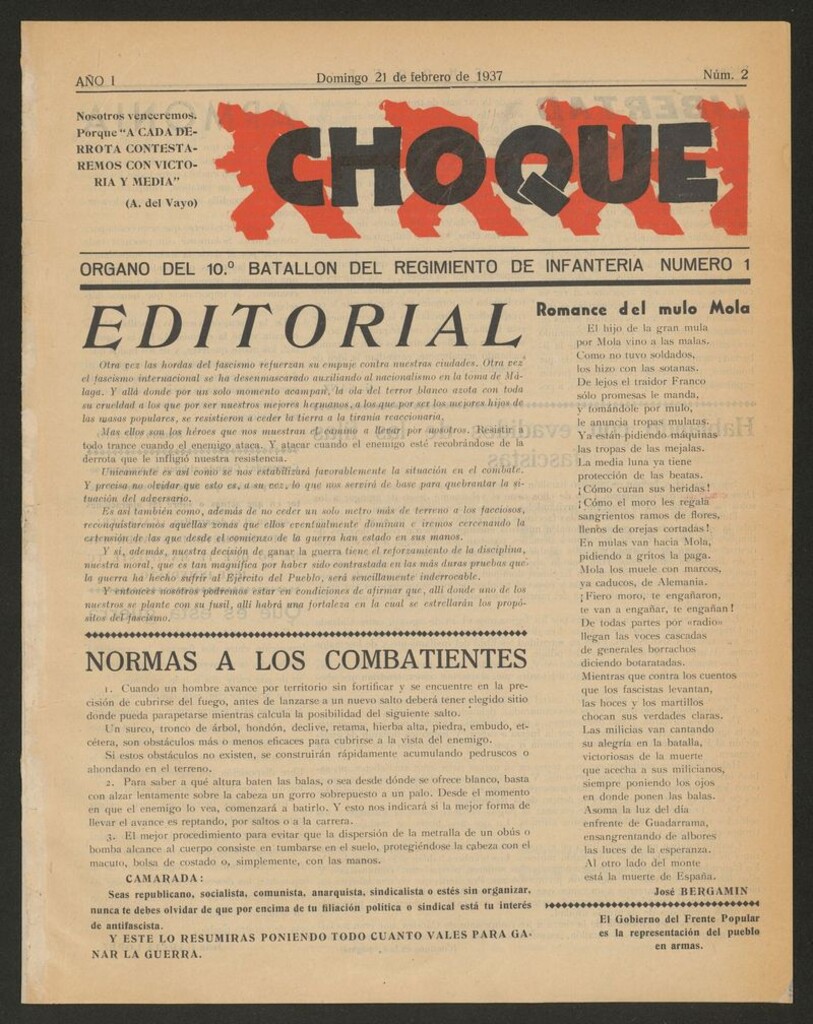 AÑO I
Domingo 21 de febrero de 1937
Núm. 2
Nosotros venceremos.
Porque "A CADA DE-
RROTA CONTESTA-
REMOS CON VICTO-
RIA Y MEDIA"
(A. del Vayo)
CHOQUE
ORGANO DEL 10.º BATALLON DEL REGIMIENTO DE INFANTERIA NUMERO 1
EDITORIAL
Otra vez las hordas del fascismo refuerzan su empuje contra nuestras ciudades. Otra vez
el fascismo internacional se ha desenmascarado auxiliando al nacionalismo en la toma de Má-
laga. Y allá donde por un solo momento acampan, la ola del terror blanco azota con toda
su crueldad a los que por ser nuestros mejores hermanos, a los que por ser los mejores hijos de
las masas populares, se resistieron a ceder la tierra a la tiranía reaccionaria.
Mas ellos son los héroes que nos muestran el camino a llevar por nosotros. Resistir a
todo trance cuando el enemigo ataca. Y atacar cuando el enemigo esté recobrándose de la
derrota que le infligió nuestra resistencia.
Unicamente es así como se nos estabilizará favorablemente la situación en el combate.
Y precisa no olvidar que esto es, a su vez, lo que nos servirá de base para quebrantar la si-
tuación del adversario.
Es así también como, además de no ceder un solo metro más de terreno a los facciosos,
reconquistaremos aquellas zonas que ellos eventualmente dominan e iremos cercenando la
extensión de las que desde el comienzo de la guerra han estado en sus manos.
Y si, además, nuestra decisión de ganar la guerra tiene el reforzamiento de la disciplina,
nuestra moral, que es tan magnífica por haber sido contrastada en las más duras pruebas que
la guerra ha hecho sufrir al Ejército del Pueblo, será sencillamente inderrocable.
Y entonces nosotros podremos estar en condiciones de afirmar que, allí donde uno de los
nuestros se plante con su fusil, allí habrá una fortaleza en la cual se estrellarán los propó-
sitos del fascismo.
NORMAS A LOS COMBATIENTES
1. Cuando un hombre avance por territorio sin fortificar y se encuentre en la pre-
cisión de cubrirse del fuego, antes de lanzarse a un nuevo salto deberá tener elegido sitio
donde pueda parapetarse mientras calcula la posibilidad del siguiente salto.
Un surco, tronco de árbol, hondón, declive, retama, hierba alta, piedra, embudo, et-
cétera, son obstáculos más o menos eficaces para cubrirse a la vista del enemigo.
Si estos obstáculos no existen, se construirán rápidamente acumulando pedruscos o
ahondando en el terreno.
2. Para saber a qué altura baten las balas, o sea desde dónde se ofrece blanco, basta
con alzar lentamente sobre la cabeza un gorro sobrepuesto a un palo. Desde el momento
en que el enemigo lo vea, comenzará a batirlo. Y esto nos indicará si la mejor forma de
llevar el avance es reptando, por saltos o a la carrera.
3. El mejor procedimiento para evitar que la dispersión de la metralla de un obús o
bomba alcance al cuerpo consiste en tumbarse en el suelo, protegiéndose la cabeza con el
macuto, bolsa de costado o, simplemente, con las manos.
CAMARADA:
Seas republicano, socialista, comunista, anarquista, sindicalista o estés sin organizar,
nunca te debes olvidar de que por encima de tu filiación política o sindical está tu interés
de antifascista.
Y ESTE LO RESUMIRAS PONIENDO TODO CUANTO VALES PARA GA-
NAR LA GUERRA.
Romance del mulo Mola
El hijo de la gran mula
por Mola vino a las malas.
Como no tuvo soldados,
los hizo con las sotanas.
De lejos el traidor Franco
sólo promesas le manda,
y tomándole por mulo,
le anuncia tropas mulatas.
Ya están pidiendo máquinas
las tropas de las mejalas.
La media luna ya tiene
protección de las beatas.
¡Cómo curan sus heridas!
¡Cómo el moro les regala
sangrientos ramos de flores,
llenos de orejas cortadas!
En mulas van hacia Mola,
pidiendo a gritos la paga.
Mola los muele con marcos,
ya caducos, de Alemania.
¡Fiero moro, te engañaron,
te van a engañar, te engañan!
De todas partes por «radio»
llegan las voces cascadas
de generales borrachos
diciendo botaratadas.
Mientras que contra los cuentos
que los fascistas levantan,
las hoces y los martillos
chocan sus verdades claras.
Las milicias van cantando
su alegría en la batalla,
victoriosas de la muerte
que acecha a sus milicianos,
siempre poniendo los ojos
en donde ponen las balas.
Asoma la luz del día
enfrente de Guadarrama,
ensangrentando de albores
las luces de la esperanza.
Al otro lado del monte
está la muerte de España.
José BERGAMIN
El Gobierno del Frente Popular
es la representación del pueblo
en armas.